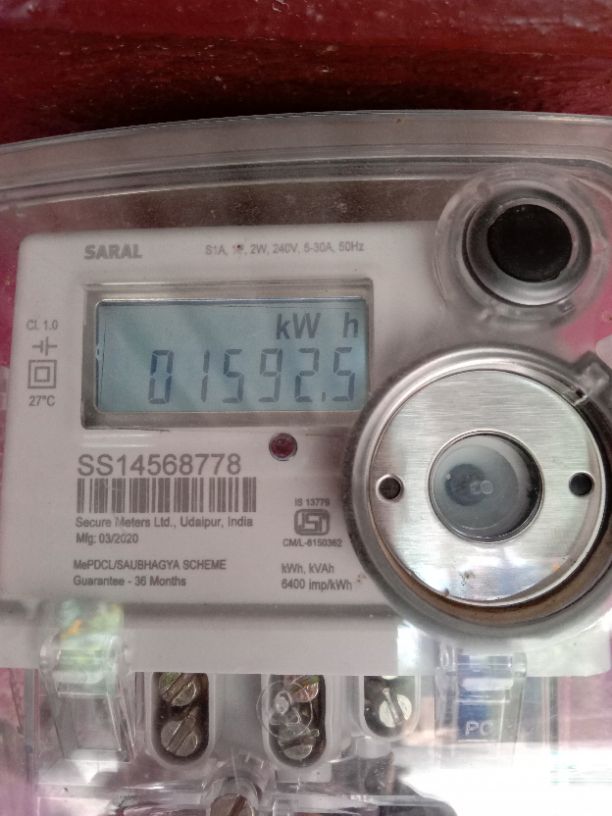 SARAL
S1A, 1P, 2W, 240V, 5-30A, 50Hz
Cl. 1.0
27°C
kW h
01592.5
SS14568778
Secure Meters Ltd., Udaipur, India
Mfg: 03/2020
MePDCL/SAUBHAGYA SCHEME
Guarantee - 36 Months
IS 13779
CM/L-6150362
kWh, kVAh
6400 imp/kWh